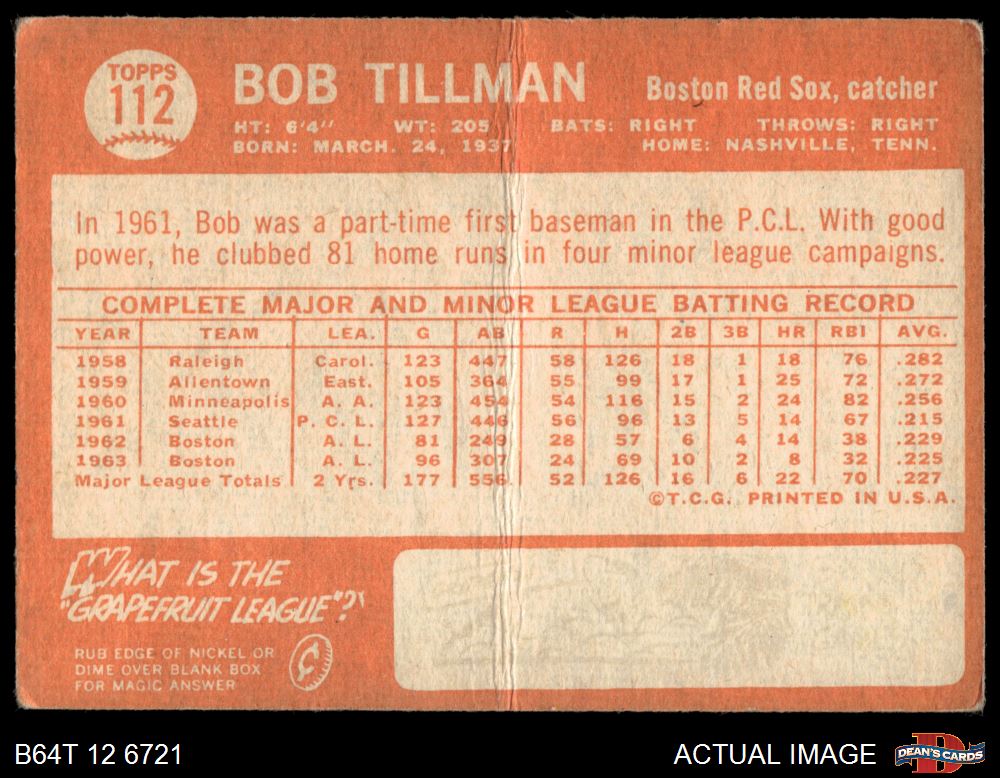 TOPPS
112
BOB TILLMAN
Boston Red Sox, catcher
HT: 6'4" WT: 205 BATS: RIGHT THROWS: RIGHT
BORN: MARCH. 24, 1937 HOME: NASHVILLE, TENN.
In 1961, Bob was a part-time first baseman in the P.C.L. With good
power, he clubbed 81 home runs in four minor league campaigns.
COMPLETE MAJOR AND MINOR LEAGUE BATTING RECORD
YEAR TEAM LEA. G AB R H 2B 3B HR RBI AVG.
1958 Raleigh Carol. 123 447 58 126 18 1 18 76 .282
1959 Allentown East. 105 364 55 99 17 1 25 72 .272
1960 Minneapolis A. A. 123 454 54 116 15 2 24 82 .256
1961 Seattle P. C. L. 127 446 56 96 13 5 14 67 .215
1962 Boston A. L. 81 249 28 57 6 4 14 38 .229
1963 Boston A. L. 96 307 24 69 10 2 8 32 .225
Major League Totals 2 Yrs. 177 556 52 126 16 6 22 70 .227
©T.C.G. PRINTED IN U.S.A.
WHAT IS THE
"GRAPEFRUIT LEAGUE"?
RUB EDGE OF NICKEL OR
DIME OVER BLANK BOX
FOR MAGIC ANSWER
¢
B64T 12 6721
ACTUAL IMAGE
D
DEAN'S CARDS